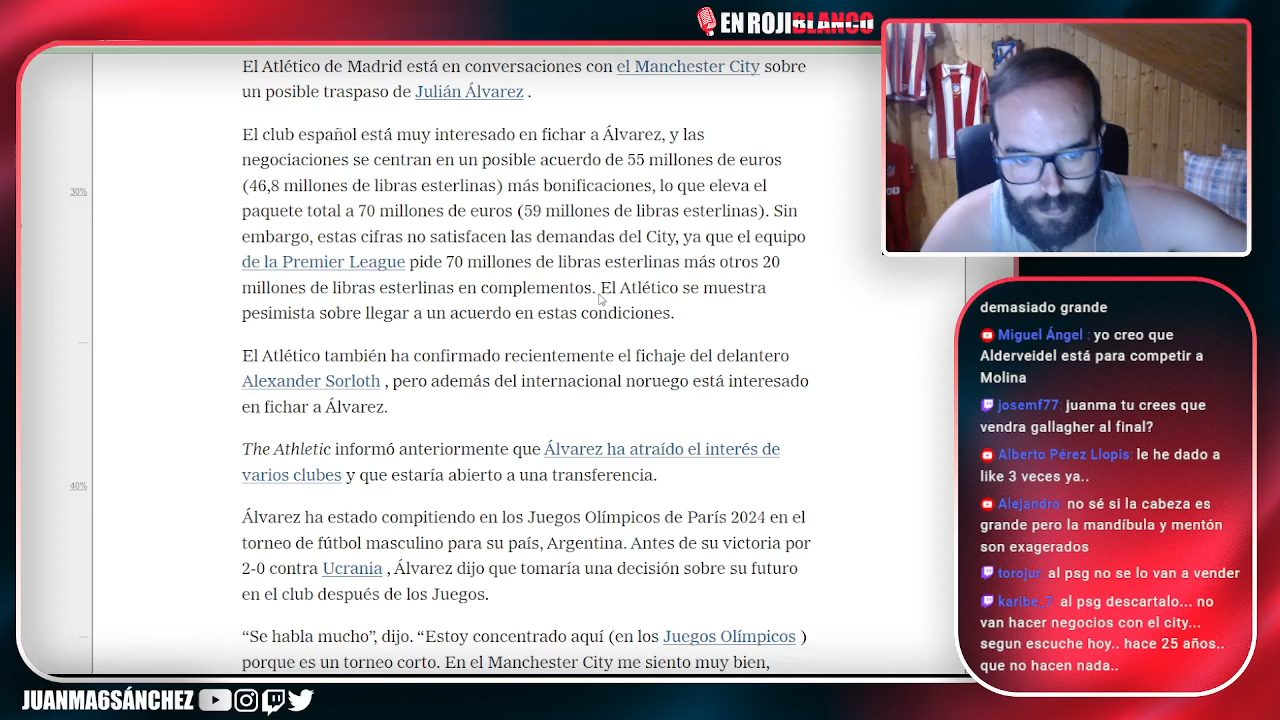 EN ROJIBLANCO
El Atlético de Madrid está en conversaciones con el Manchester City sobre
un posible traspaso de Julián Álvarez .
El club español está muy interesado en fichar a Álvarez, y las
negociaciones se centran en un posible acuerdo de 55 millones de euros
(46,8 millones de libras esterlinas) más bonificaciones, lo que eleva el
30%
paquete total a 70 millones de euros (59 millones de libras esterlinas). Sin
embargo, estas cifras no satisfacen las demandas del City, ya que el equipo
de la Premier League pide 70 millones de libras esterlinas más otros 20
millones de libras esterlinas en complementos. El Atlético se muestra
pesimista sobre llegar a un acuerdo en estas condiciones.
El Atlético también ha confirmado recientemente el fichaje del delantero
Alexander Sorloth , pero además del internacional noruego está interesado
en fichar a Álvarez.
The Athletic informó anteriormente que Álvarez ha atraído el interés de
varios clubes y que estaría abierto a una transferencia.
40%
Álvarez ha estado compitiendo en los Juegos Olímpicos de París 2024 en el
torneo de fútbol masculino para su país, Argentina. Antes de su victoria por
2-0 contra Ucrania , Álvarez dijo que tomaría una decisión sobre su futuro
en el club después de los Juegos.
“Se habla mucho”, dijo. “Estoy concentrado aquí (en los Juegos Olímpicos )
porque es un torneo corto. En el Manchester City me siento muy bien,
demasiado grande
Miguel Ángel : yo creo que
Alderveidel está para competir a
Molina
josemf77: juanma tu crees que
vendra gallagher al final?
Alberto Pérez Llopis: le he dado a
like 3 veces ya..
Alejandro: no sé si la cabeza es
grande pero la mandíbula y mentón
son exagerados
torojur: al psg no se lo van a vender
karibe_7: al psg descartalo... no
van hacer negocios con el city...
segun escuche hoy.. hace 25 años..
que no hacen nada..
JUANMA6SÁNCHEZ